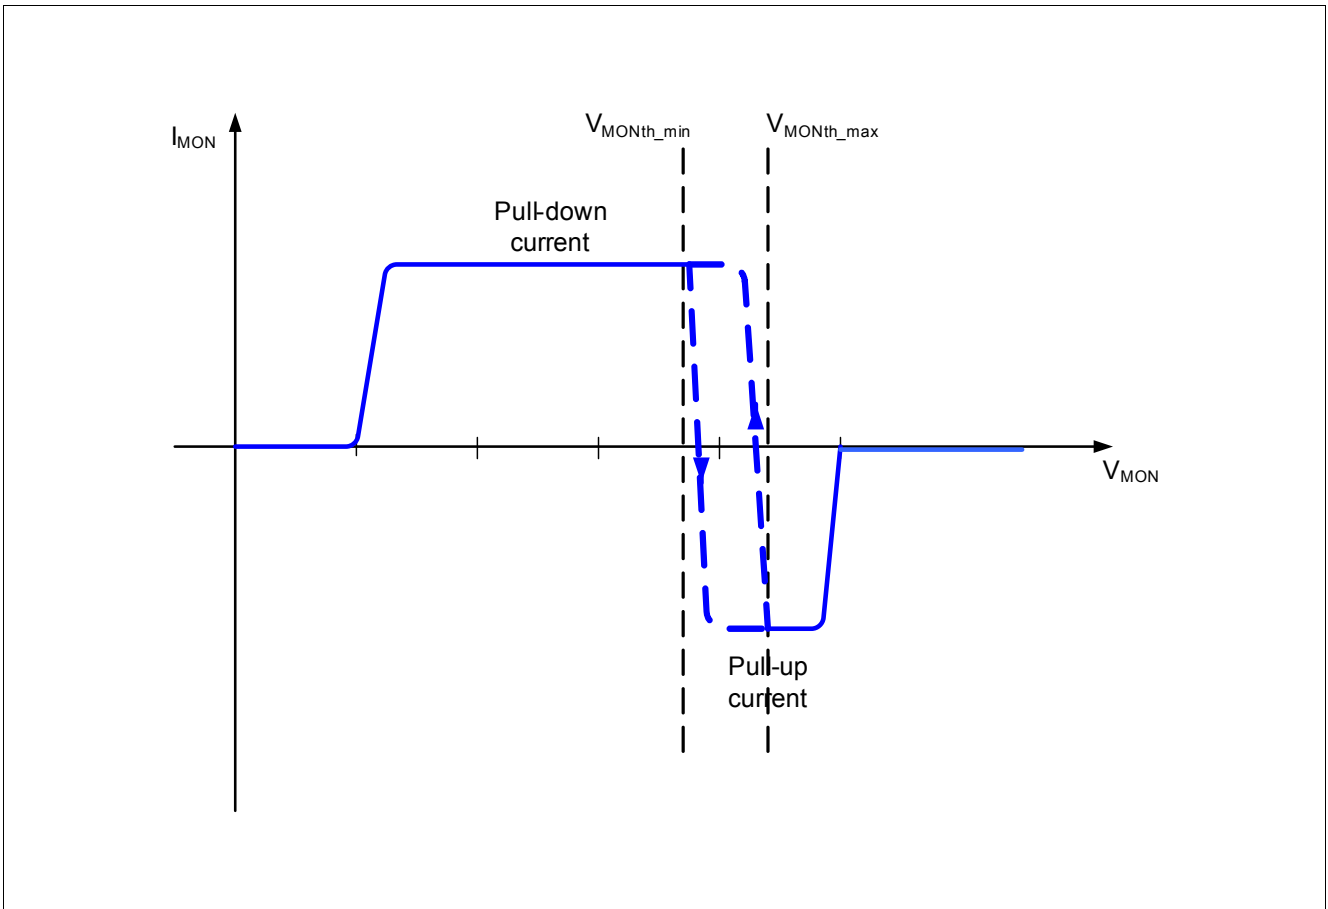 V_MONth_min
V_MONth_max
I_MON
Pull-down
current
V_MON
Pull-up
current